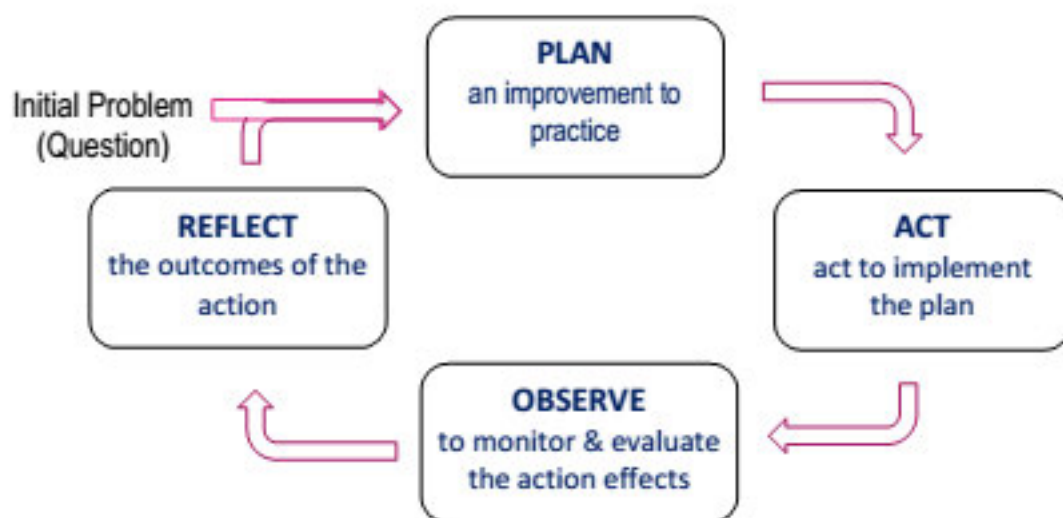 Initial Problem
(Question)
PLAN
an improvement to
practice
ACT
act to implement
the plan
OBSERVE
to monitor & evaluate
the action effects
REFLECT
the outcomes of the
action